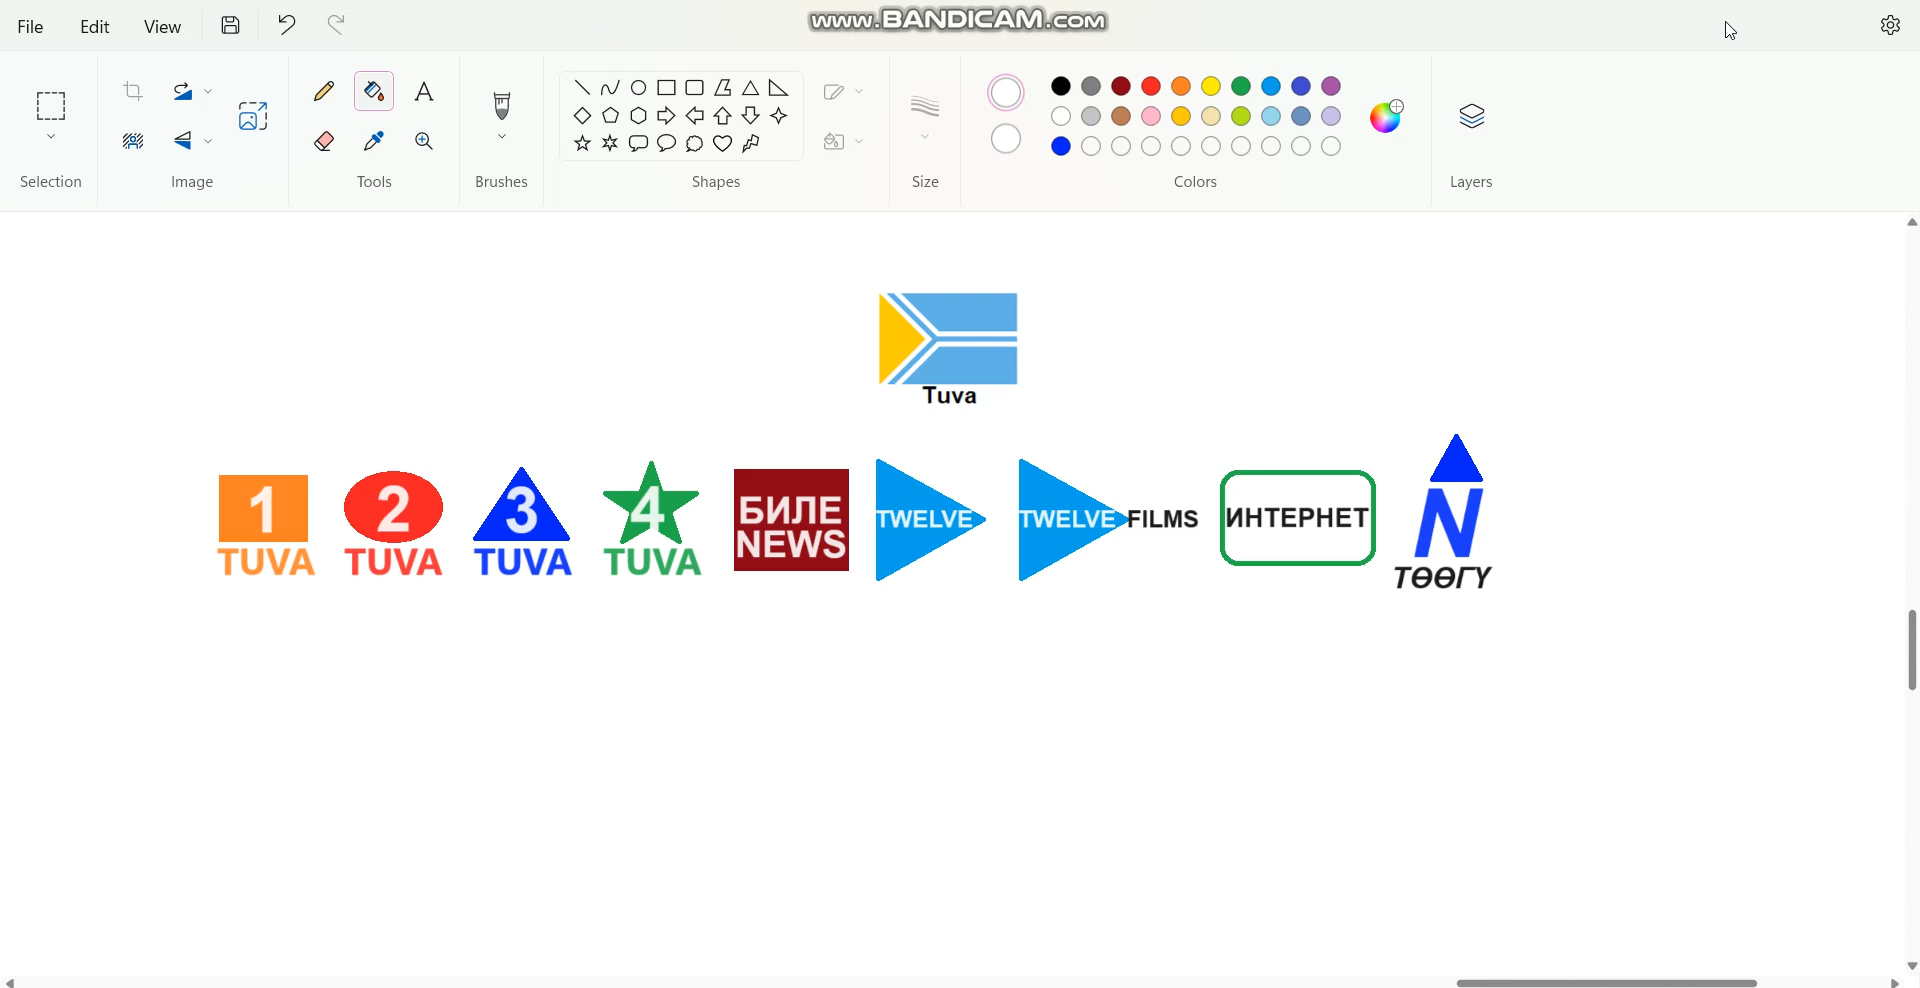 File Edit View
www.BANDICAM.com
Selection Image Tools Brushes Shapes Size Colors Layers
Tuva
1
TUVA
2
TUVA
3
TUVA
4
TUVA
БИЛЕ
NEWS
TWELVE
TWELVE FILMS
ИНТЕРНЕТ
N
ТӨӨГҮ